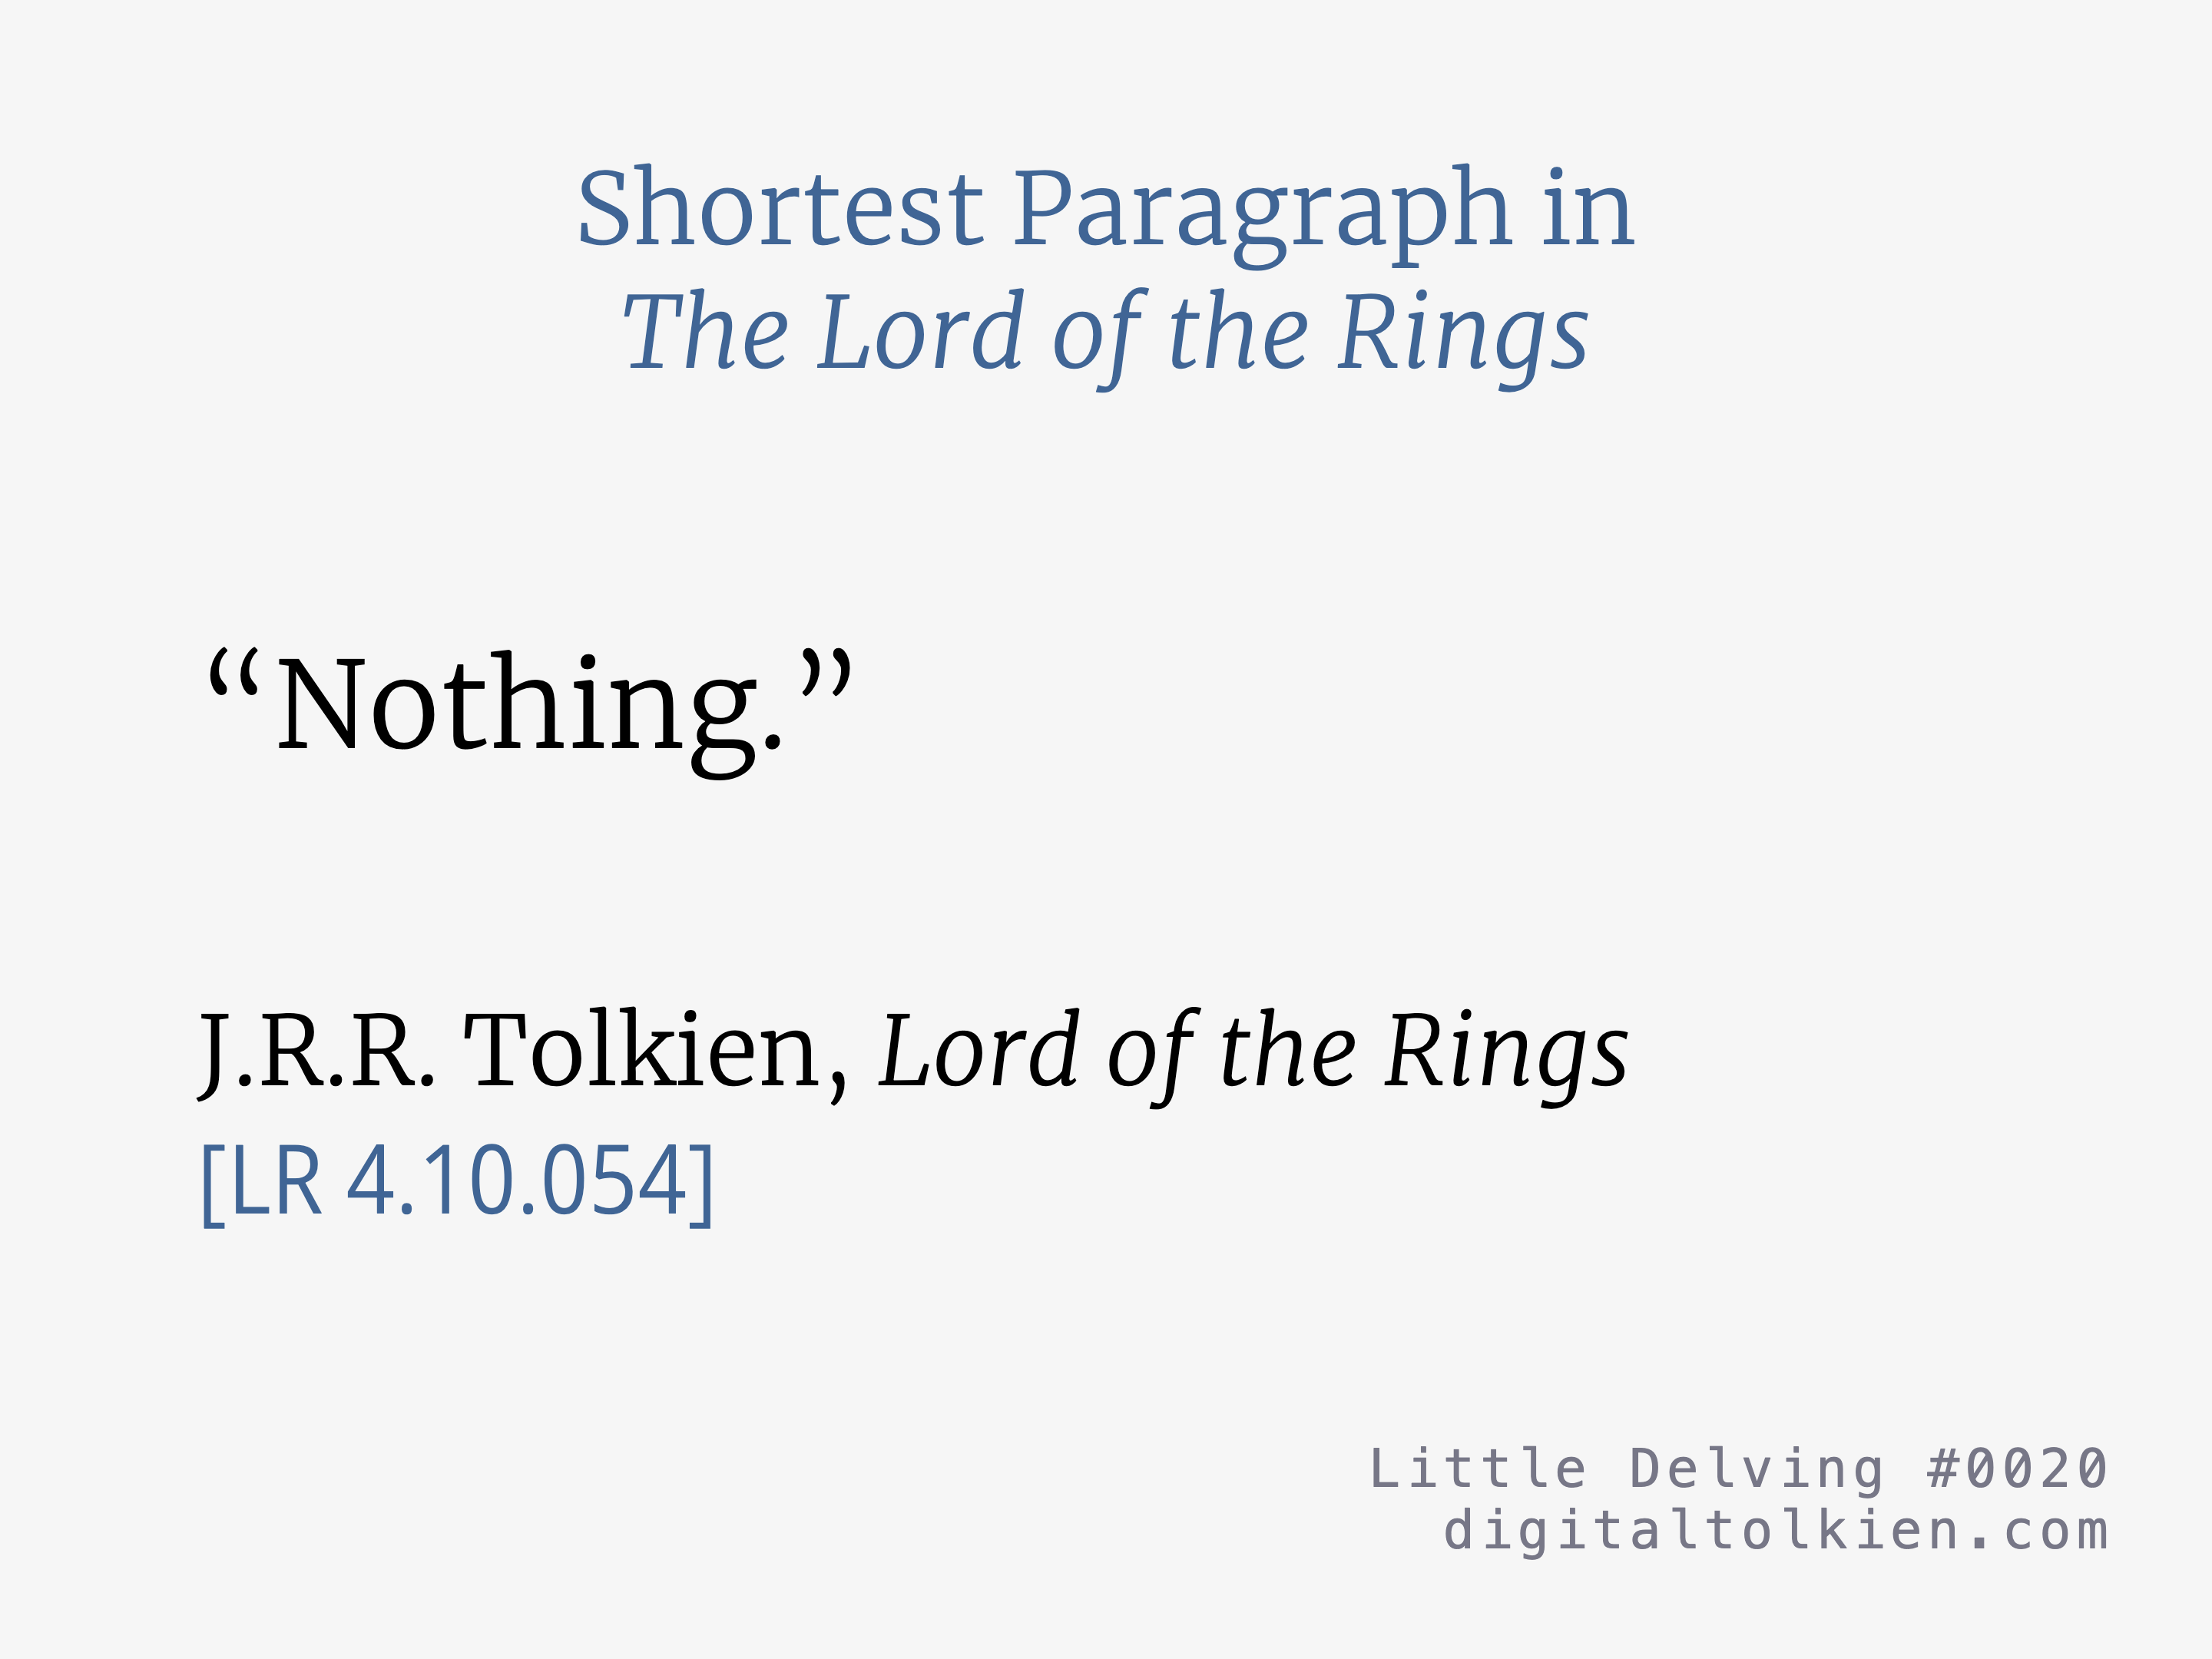 Shortest Paragraph in
The Lord of the Rings
“Nothing.”
J.R.R. Tolkien, Lord of the Rings
[LR 4.10.054]
Little Delving #0020
digitaltolkien.com